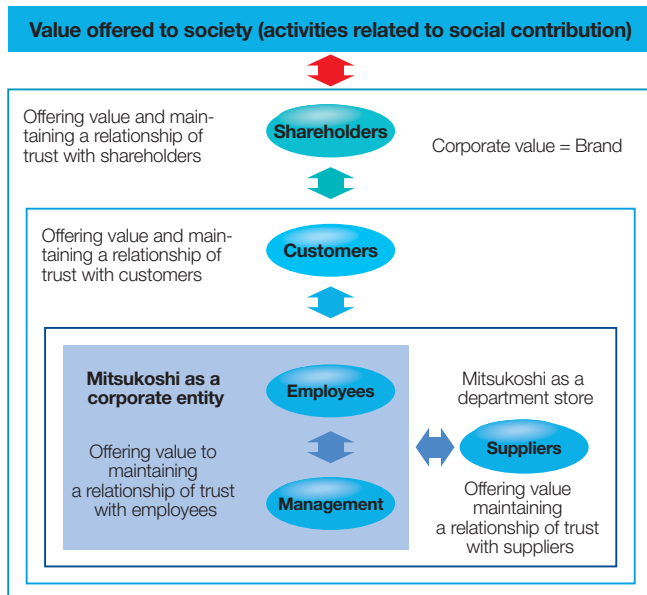 Value offered to society (activities related to social contribution)
Offering value and main-
taining a relationship of
trust with shareholders
Shareholders
Corporate value = Brand
Offering value and main-
taining a relationship of
trust with customers
Customers
Mitsukoshi as a
corporate entity
Employees
Offering value to
maintaining
a relationship of trust
with employees
Management
Mitsukoshi as a
department store
Suppliers
Offering value
maintaining
a relationship of trust
with suppliers